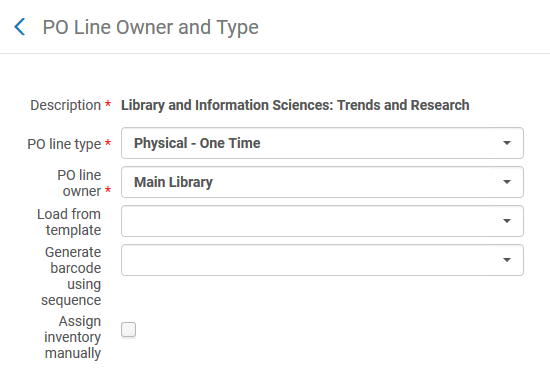 PO Line Owner and Type
Description * Library and Information Sciences: Trends and Research
PO line type * Physical - One Time
PO line
owner * Main Library
Load from
template
Generate
barcode
using
sequence
Assign
inventory
manually